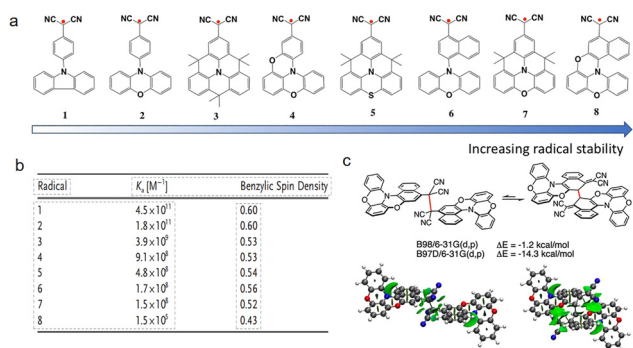 a
NC CN NC CN NC CN NC CN NC CN NC CN NC CN NC CN
N N N O N N N N O N
O O S O O O
1 2 3 4 5 6 7 8
Increasing radical stability
b
Radical Ka [M⁻¹] Benzylic Spin Density
1 4.5×10¹¹ 0.60
2 1.8×10¹¹ 0.60
3 3.9×10⁹ 0.53
4 9.1×10⁸ 0.53
5 4.8×10⁸ 0.54
6 1.7×10⁸ 0.56
7 1.5×10⁸ 0.52
8 1.5×10⁵ 0.43
c
B98/6-31G(d,p) ΔE = -1.2 kcal/mol
B97D/6-31G(d,p) ΔE = -14.3 kcal/mol